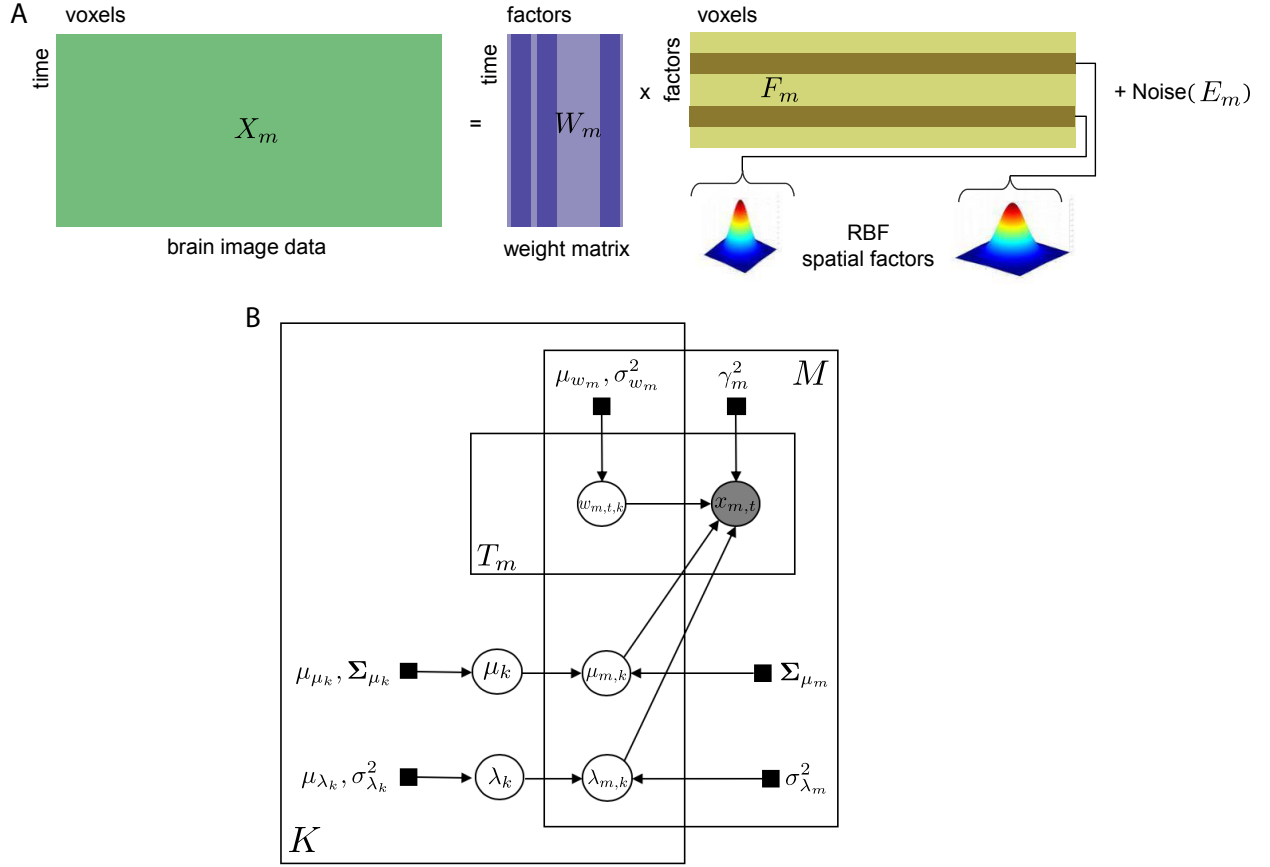 A
voxels
factors
voxels
time
time
factors
X_m
=
W_m
x
F_m
+ Noise(E_m)
brain image data
weight matrix
RBF
spatial factors
B
μ_{w_m}, σ²_{w_m}
γ²_m
M
w_{m,t,k}
x_{m,t}
T_m
μ_{μ_k}, Σ_{μ_k}
μ_k
μ_{m,k}
Σ_{μ_m}
μ_{λ_k}, σ²_{λ_k}
λ_k
λ_{m,k}
σ²_{λ_m}
K